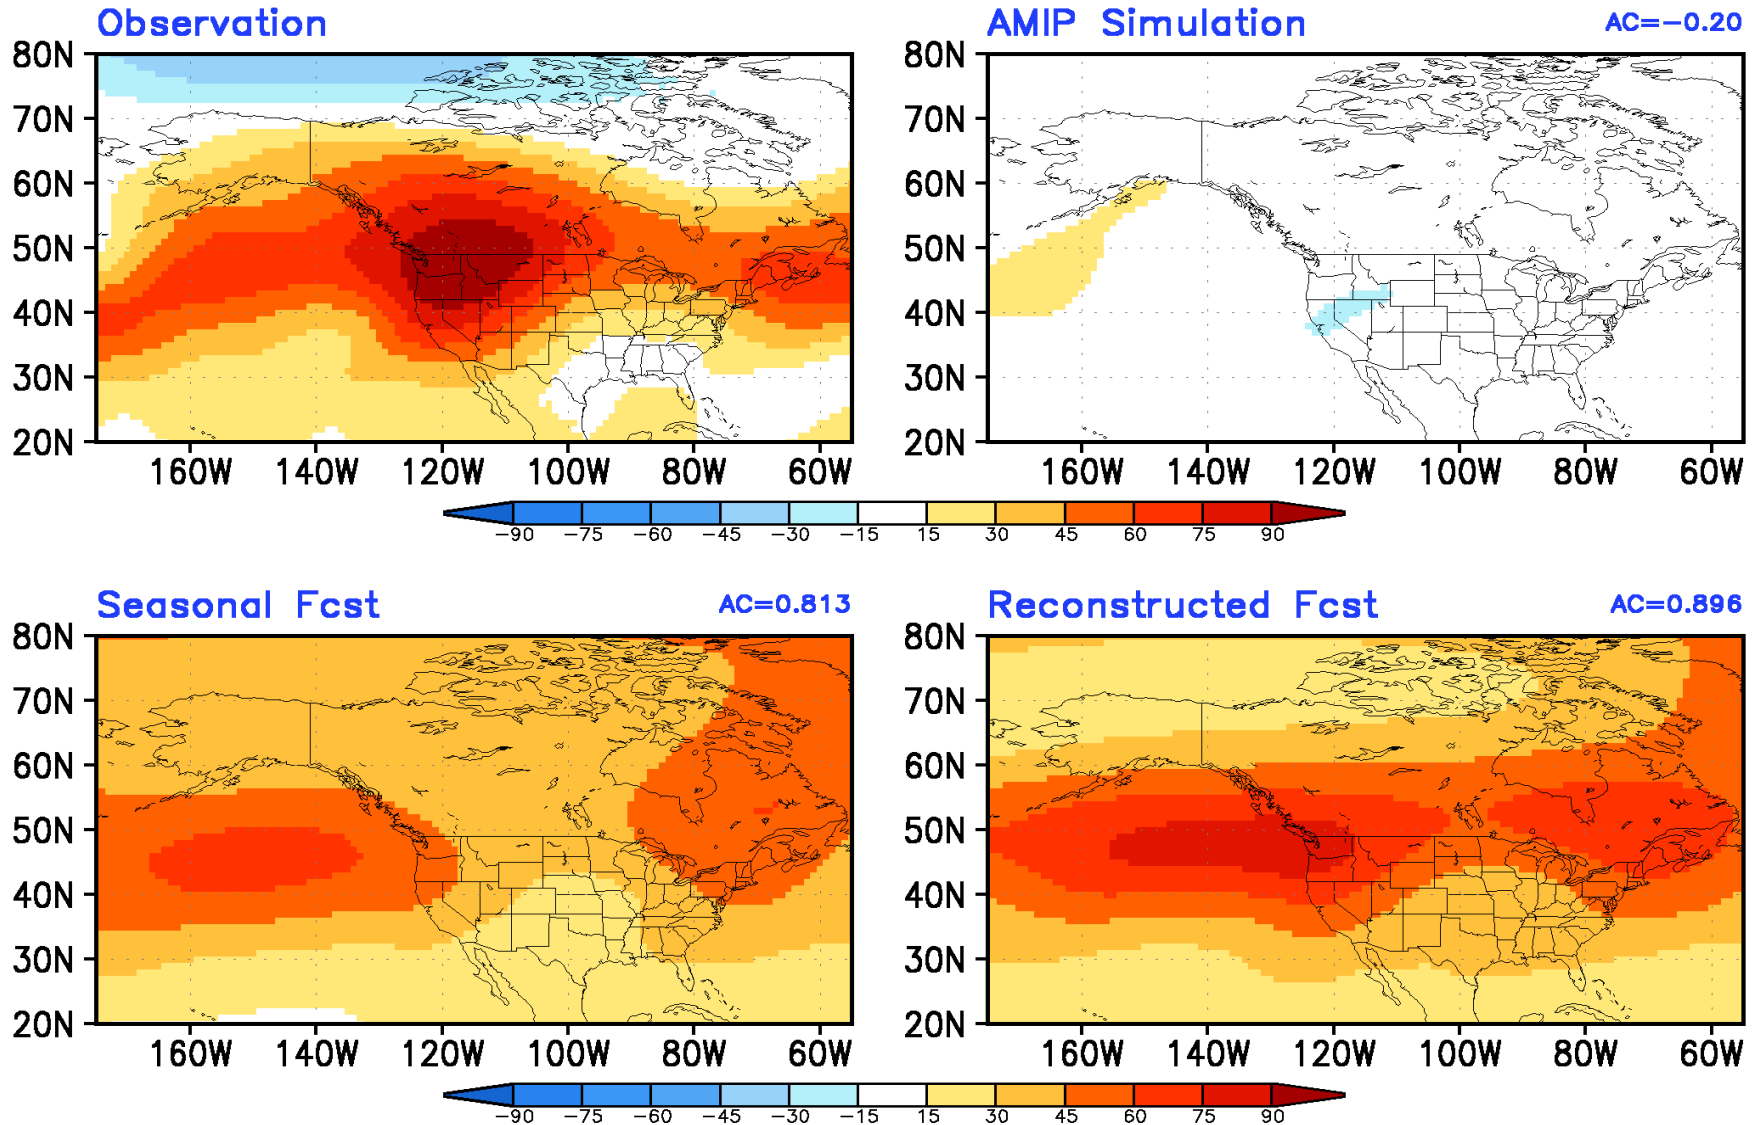 Observation
AMIP Simulation AC=−0.20
80N 80N
70N 70N
60N 60N
50N 50N
40N 40N
30N 30N
20N 20N
160W 140W 120W 100W 80W 60W 160W 140W 120W 100W 80W 60W
−90 −75 −60 −45 −30 −15 15 30 45 60 75 90
Seasonal Fcst AC=0.813
Reconstructed Fcst AC=0.896
80N 80N
70N 70N
60N 60N
50N 50N
40N 40N
30N 30N
20N 20N
160W 140W 120W 100W 80W 60W 160W 140W 120W 100W 80W 60W
−90 −75 −60 −45 −30 −15 15 30 45 60 75 90